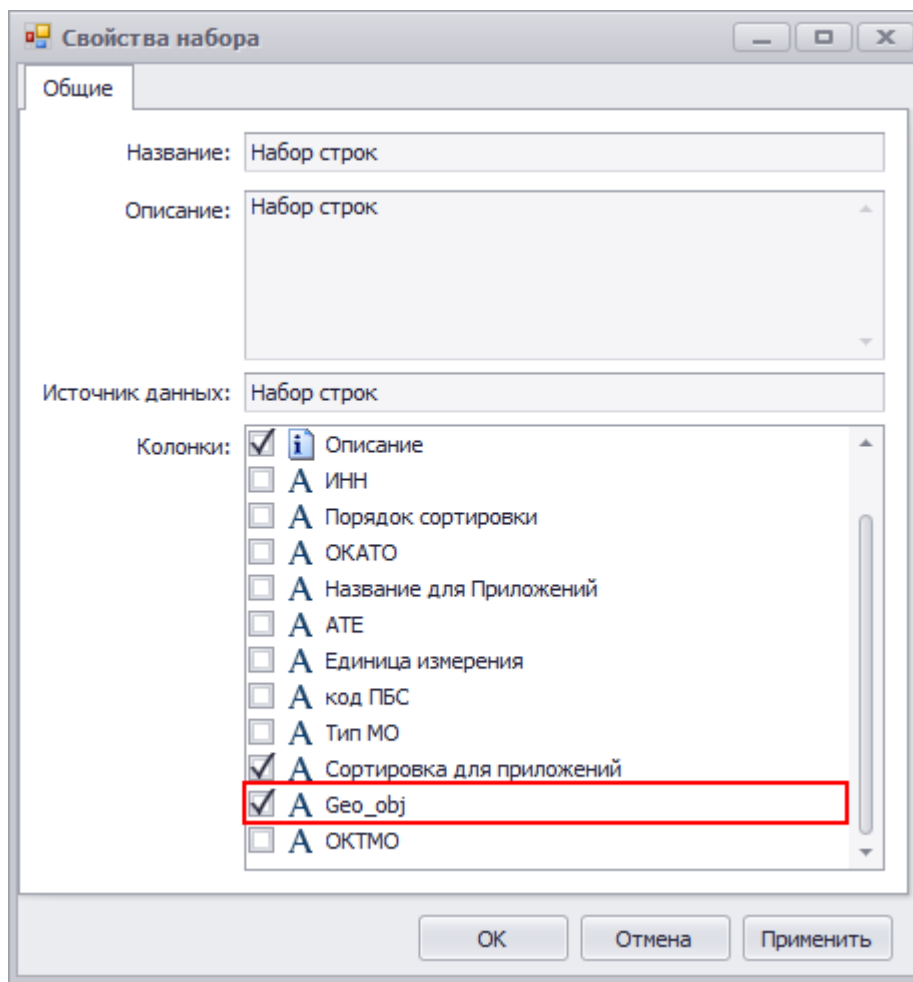 Свойства набора
Общие
Название: Набор строк
Описание: Набор строк
Источник данных: Набор строк
Колонки: Описание
ИНН
Порядок сортировки
ОКАТО
Название для Приложений
АТЕ
Единица измерения
код ПБС
Тип МО
Сортировка для приложений
Geo_obj
ОКТМО
ОК Отмена Применить